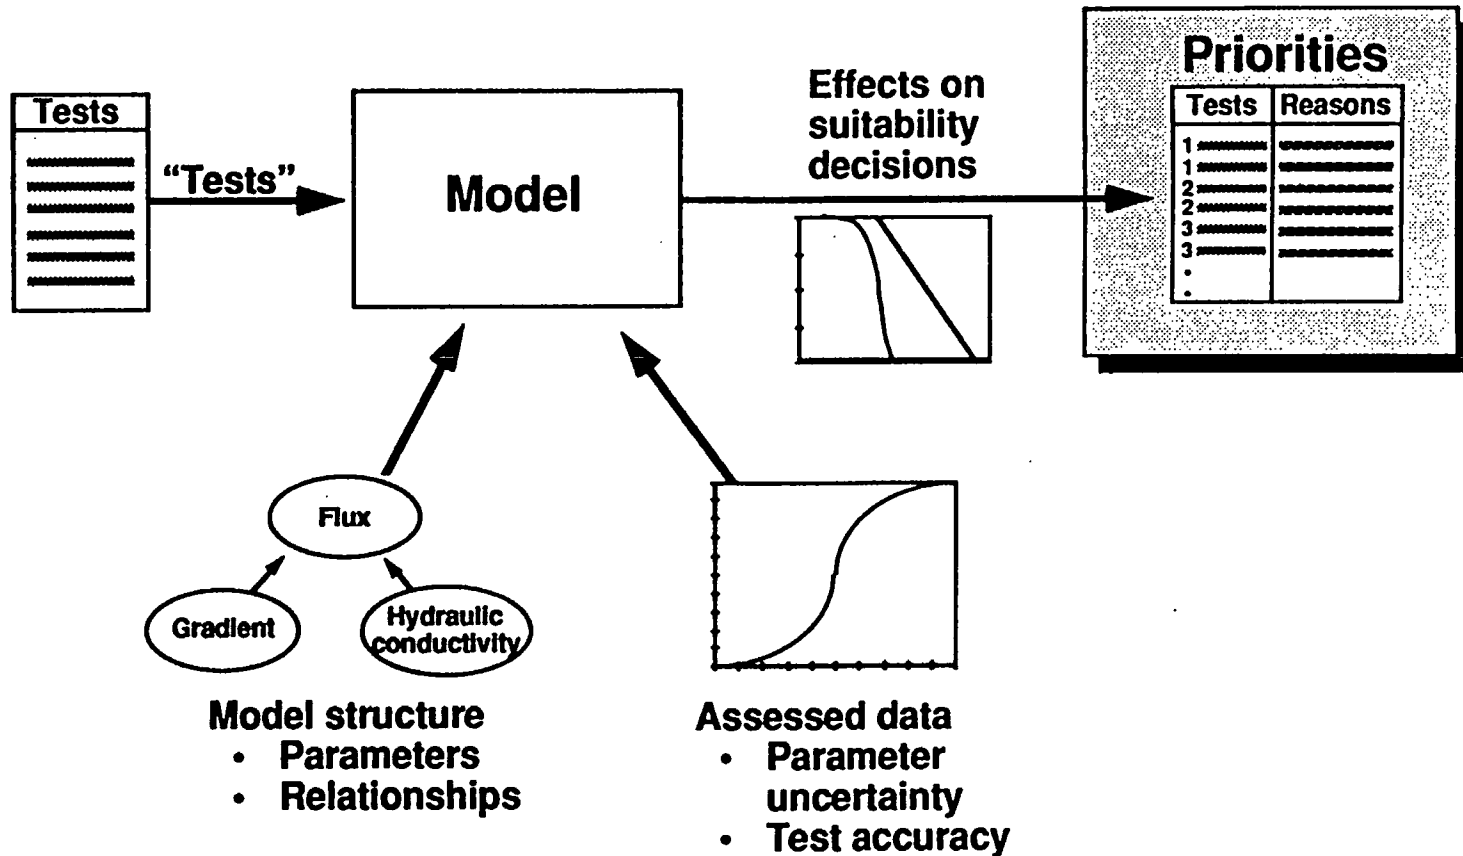 Tests
“Tests”
Model
Effects on
suitability
decisions
Priorities
Tests Reasons
1
1
2
2
3
3
Flux
Gradient
Hydraulic
conductivity
Model structure
• Parameters
• Relationships
Assessed data
• Parameter
uncertainty
• Test accuracy